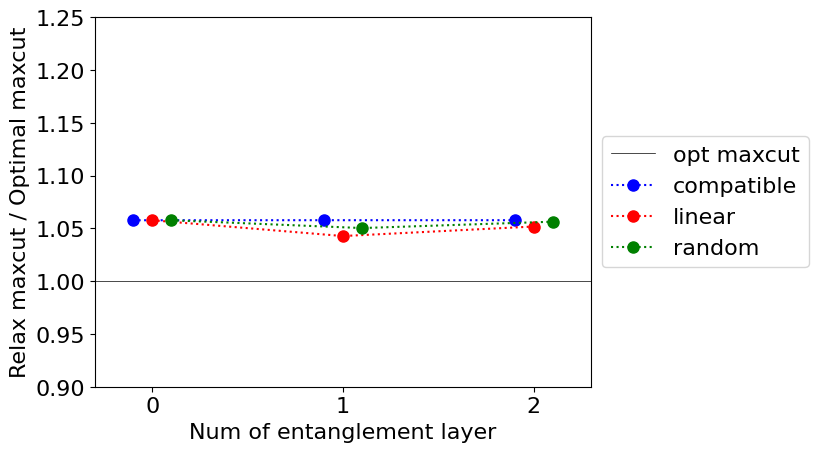 Relax maxcut / Optimal maxcut
1.25
1.20
1.15
1.10
1.05
1.00
0.95
0.90
0
1
2
Num of entanglement layer
opt maxcut
compatible
linear
random